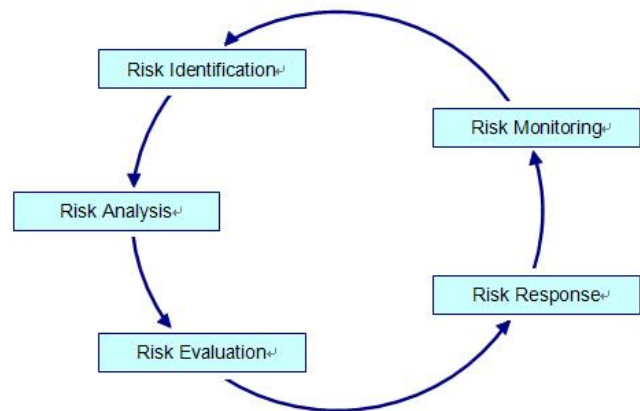 Risk Identification↵
Risk Analysis↵
Risk Evaluation↵
Risk Response↵
Risk Monitoring↵